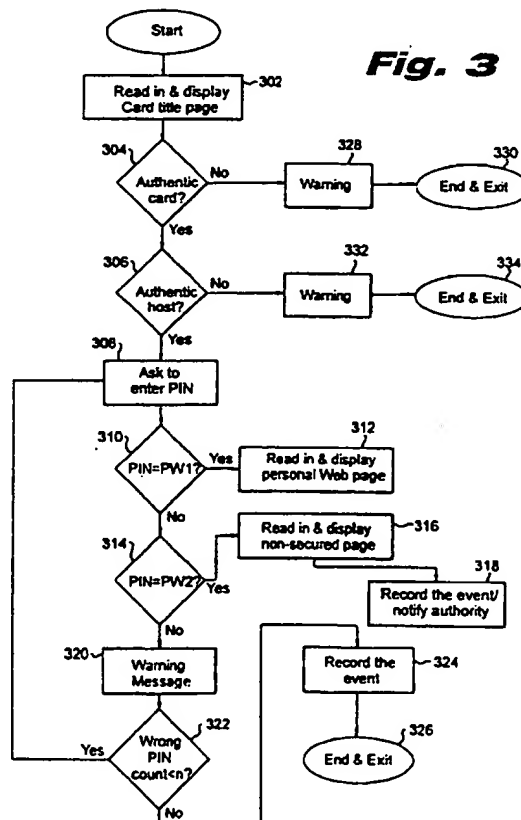 Fig. 3
Start
302
Read in & display
Card title page
304
Authentic
card?
No
328
Warning
330
End & Exit
Yes
306
Authentic
host?
No
332
Warning
334
End & Exit
Yes
308
Ask to
enter PIN
310
PIN=PW1?
Yes
312
Read in & display
personal Web page
No
314
PIN=PW2?
Yes
Read in & display
non-secured page
316
318
Record the event/
notify authority
No
320
Warning
Message
Record the
event
324
322
Wrong
PIN
count<n?
Yes
326
End & Exit
No